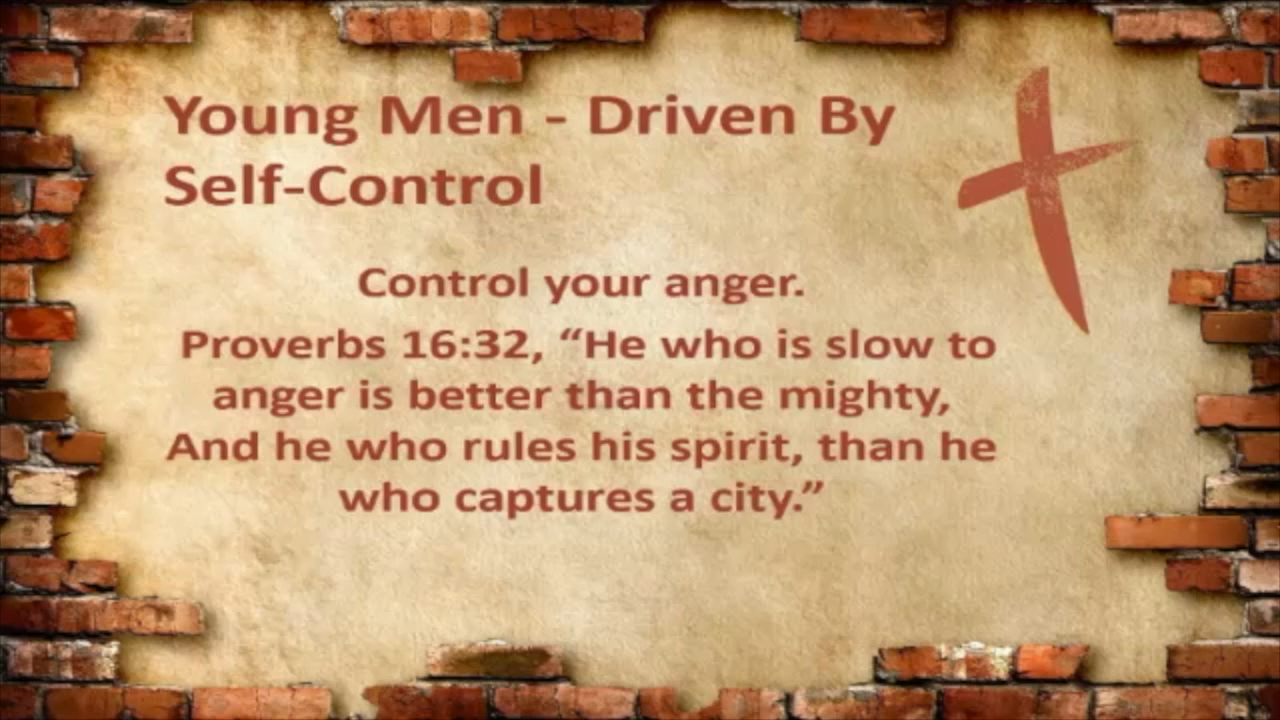 Young Men - Driven By
Self-Control
Control your anger.
Proverbs 16:32, “He who is slow to
anger is better than the mighty,
And he who rules his spirit, than he
who captures a city.”